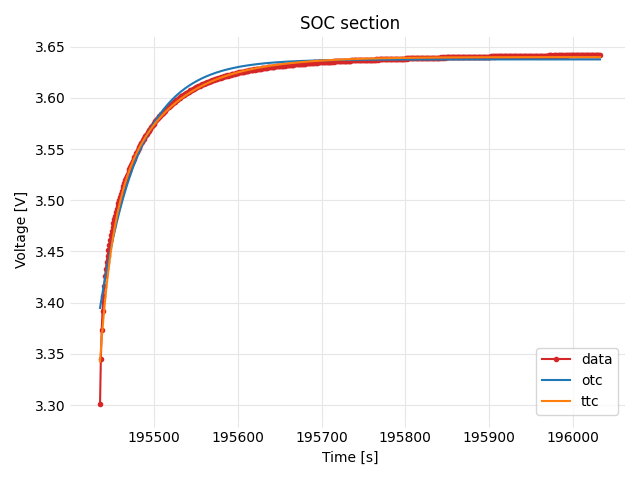 SOC section
Voltage [V]
3.65
3.60
3.55
3.50
3.45
3.40
3.35
3.30
data
otc
ttc
195500 195600 195700 195800 195900 196000
Time [s]